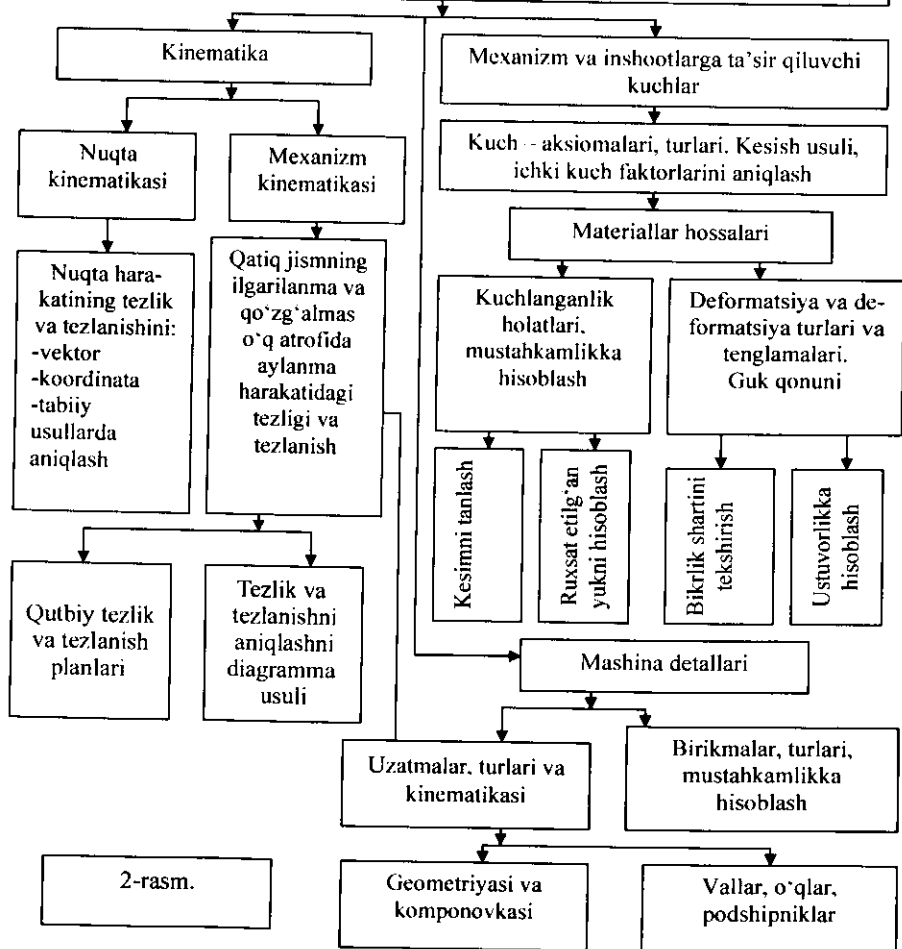 Kinematika
Mexanizm va inshootlarga ta’sir qiluvchi
kuchlar
Nuqta
kinematikasi
Mexanizm
kinematikasi
Kuch – aksiomalari, turlari. Kesish usuli,
ichki kuch faktorlarini aniqlash
Materiallar hossalari
Nuqta hara-
katining tezlik
va tezlanishini:
-vektor
-koordinata
-tabiiy
usullarda
aniqlash
Qatiq jismning
ilgarilanma va
qo‘zg‘almas
o‘q atrofida
aylanma
harakatidagi
tezligi va
tezlanish
Kuchlanganlik
holatlari,
mustahkamlikka
hisoblash
Deformatsiya va de-
formatsiya turlari va
tenglamalari.
Guk qonuni
Kesimni tanlash
Ruxsat etilg‘an
yukni hisoblash
Bikrlik shartini
tekshirish
Ustuvorlikka
hisoblash
Qutbiy tezlik
va tezlanish
planlari
Tezlik va
tezlanishni
aniqlashni
diagramma
usuli
Mashina detallari
Uzatmalar, turlari va
kinematikasi
Birikmalar, turlari,
mustahkamlikka
hisoblash
2-rasm.
Geometriyasi va
komponovkasi
Vallar, o‘qlar,
podshipniklar